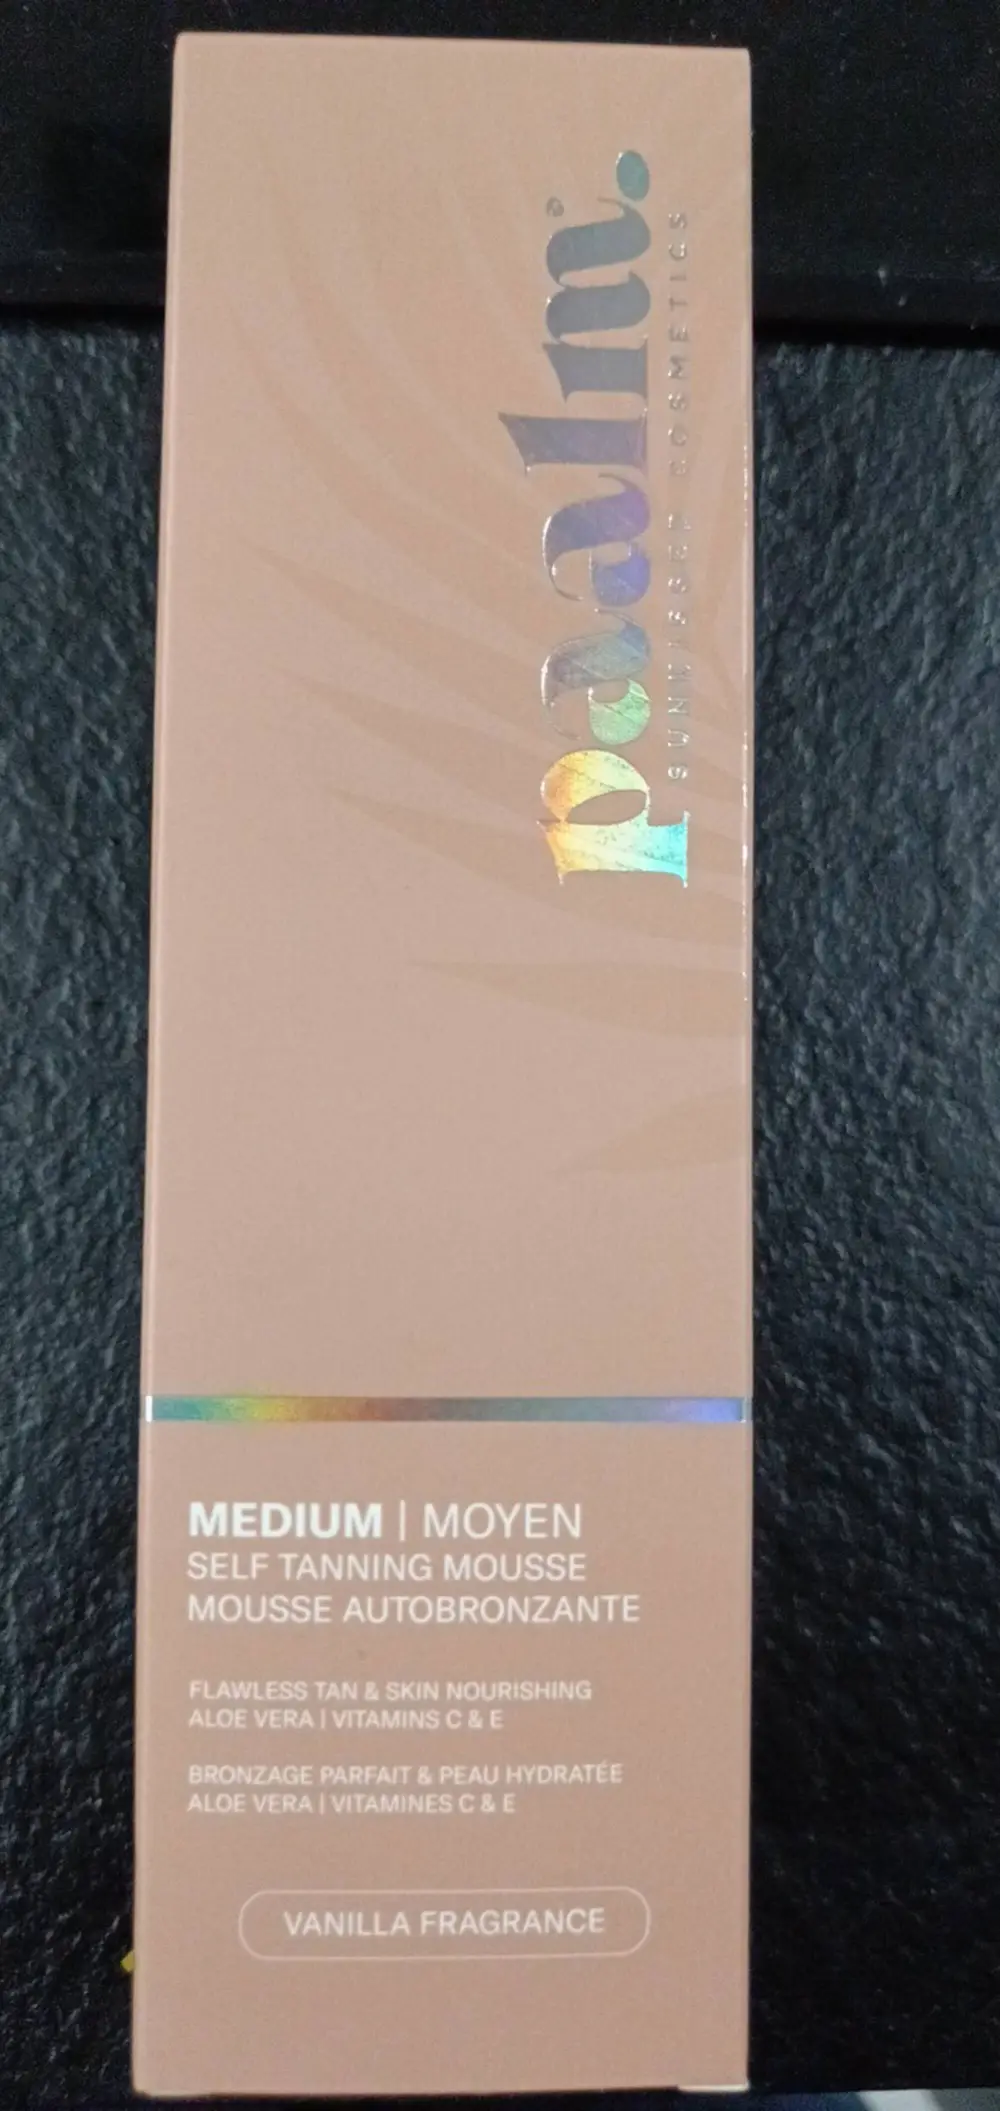 paalm.
SUNKISSED COSMETICS
MEDIUM | MOYEN
SELF TANNING MOUSSE
MOUSSE AUTOBRONZANTE
FLAWLESS TAN & SKIN NOURISHING
ALOE VERA | VITAMINS C & E
BRONZAGE PARFAIT & PEAU HYDRATÉE
ALOE VERA | VITAMINES C & E
VANILLA FRAGRANCE